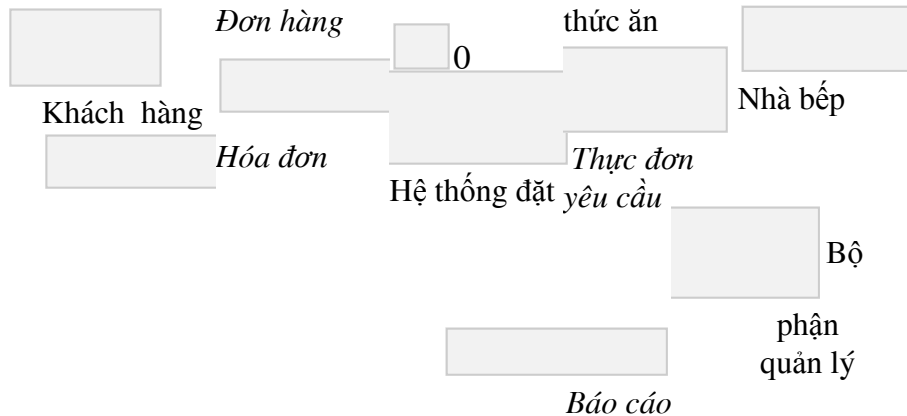 Đơn hàng
thức ăn
0
Nhà bếp
Khách hàng
Hóa đơn
Thực đơn
yêu cầu
Hệ thống đặt
Bộ
phận
quản lý
Báo cáo